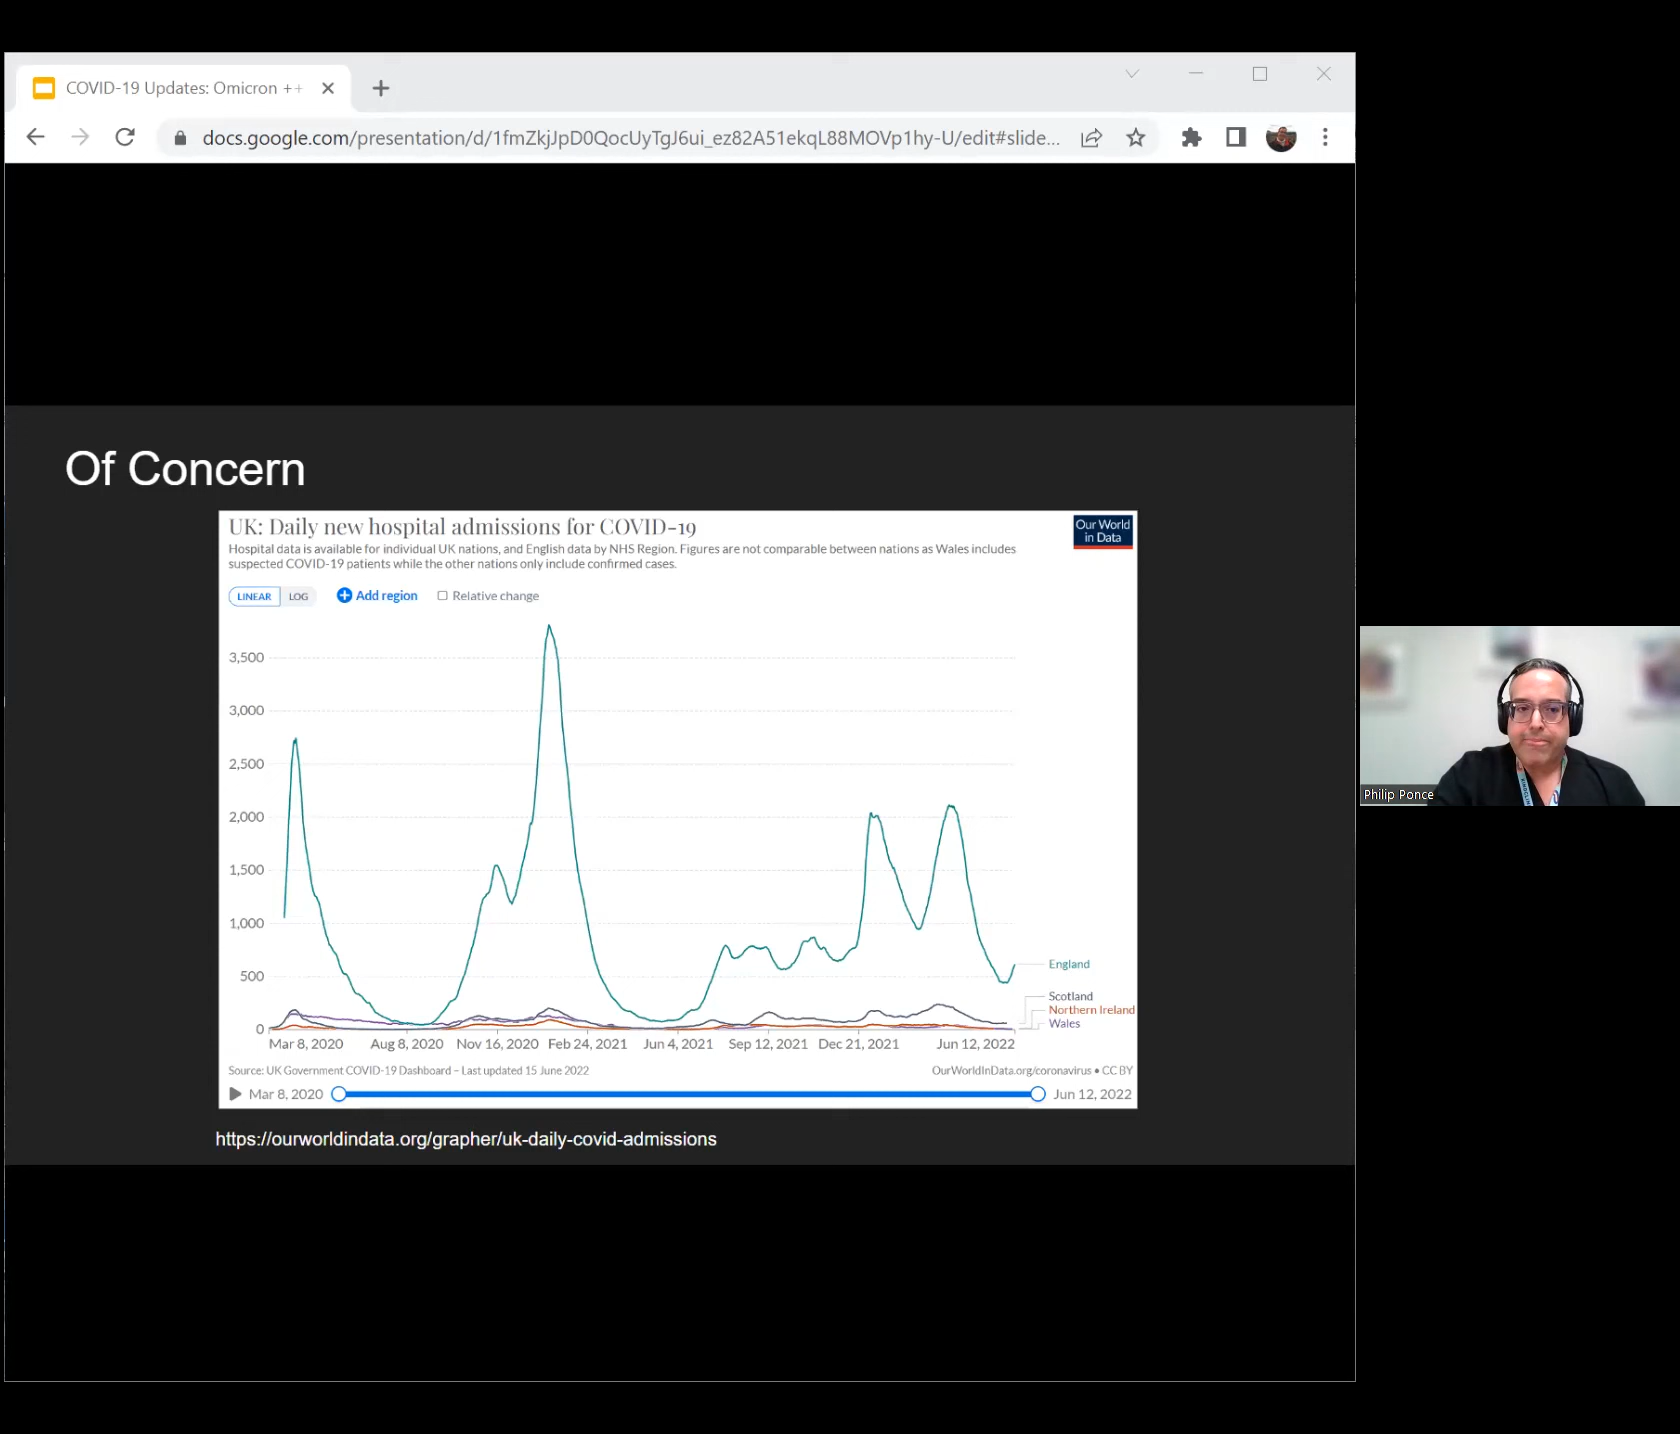 COVID-19 Updates: Omicron ++
docs.google.com/presentation/d/1fmZkjJpD0QocUyTgJ6ui_ez82A51ekqL88MOVp1hy-U/edit#slide...
Of Concern
UK: Daily new hospital admissions for COVID-19
Our World
in Data
Hospital data is available for individual UK nations, and English data by NHS Region. Figures are not comparable between nations as Wales includes
suspected COVID-19 patients while the other nations only include confirmed cases.
LINEAR LOG Add region Relative change
3,500
3,000
2,500
2,000
1,500
1,000
500
0
England
Scotland
Northern Ireland
Wales
Mar 8, 2020 Aug 8, 2020 Nov 16, 2020 Feb 24, 2021 Jun 4, 2021 Sep 12, 2021 Dec 21, 2021 Jun 12, 2022
Source: UK Government COVID-19 Dashboard – Last updated 15 June 2022
OurWorldInData.org/coronavirus • CC BY
Mar 8, 2020 Jun 12, 2022
https://ourworldindata.org/grapher/uk-daily-covid-admissions
Philip Ponce